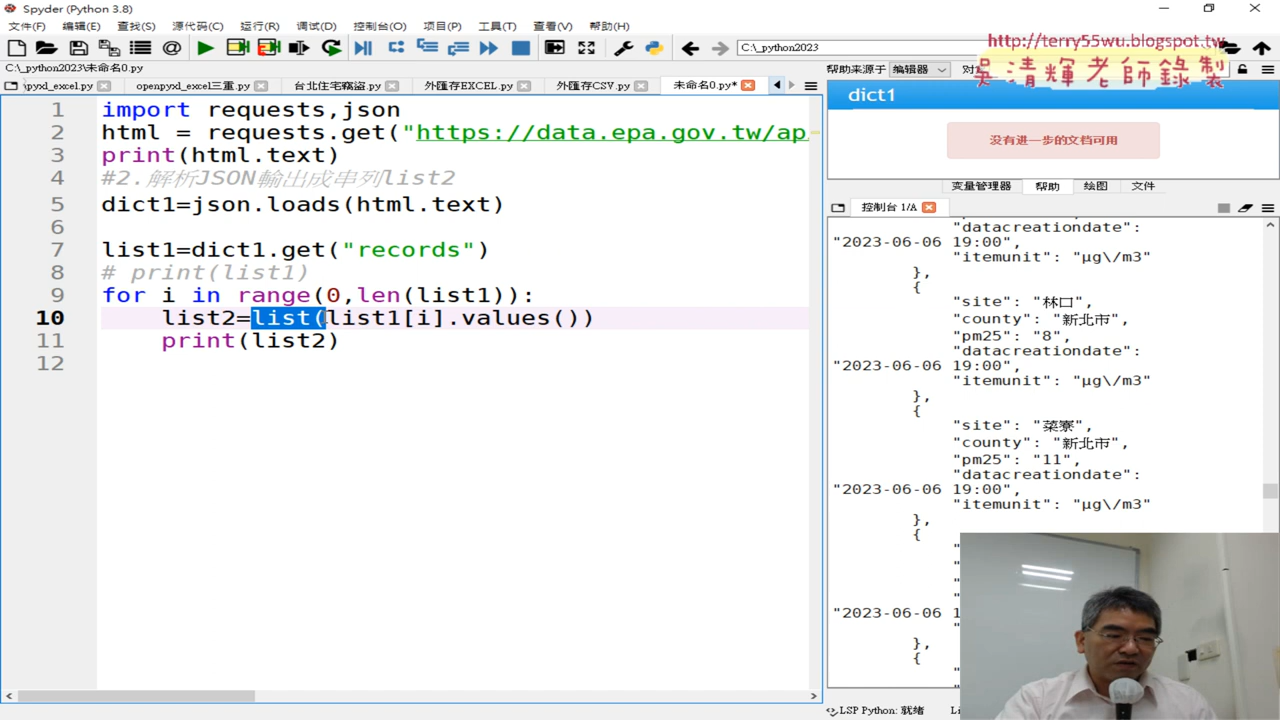 Spyder (Python 3.8)
文件(F) 编辑(E) 查找(S) 源代码(C) 运行(R) 调试(D) 控制台(O) 项目(P) 工具(T) 查看(V) 帮助(H)
C:\_python2023
http://terry55wu.blogspot.tw
吳清輝老師錄製
C:\_python2023\未命名0.py
帮助来源于 编辑器
pyxl_excel.py openpyxl_excel三重.py 台北住宅竊盜.py 外匯存EXCEL.py 外匯存CSV.py 未命名0.py*
1 import requests,json
2 html = requests.get("https://data.epa.gov.tw/ap
3 print(html.text)
4 #2.解析JSON輸出成串列list2
5 dict1=json.loads(html.text)
6
7 list1=dict1.get("records")
8 # print(list1)
9 for i in range(0,len(list1)):
10 list2=list(list1[i].values())
11 print(list2)
12
dict1
没有进一步的文档可用
变量管理器 帮助 绘图 文件
控制台 1/A
"datacreationdate":
"2023-06-06 19:00",
"itemunit": "μg\/m3"
},
{
"site": "林口",
"county": "新北市",
"pm25": "8",
"datacreationdate":
"2023-06-06 19:00",
"itemunit": "μg\/m3"
},
{
"site": "菜寮",
"county": "新北市",
"pm25": "11",
"datacreationdate":
"2023-06-06 19:00",
"itemunit": "μg\/m3"
},
{
"2023-06-06 1
},
{
LSP Python: 就绪